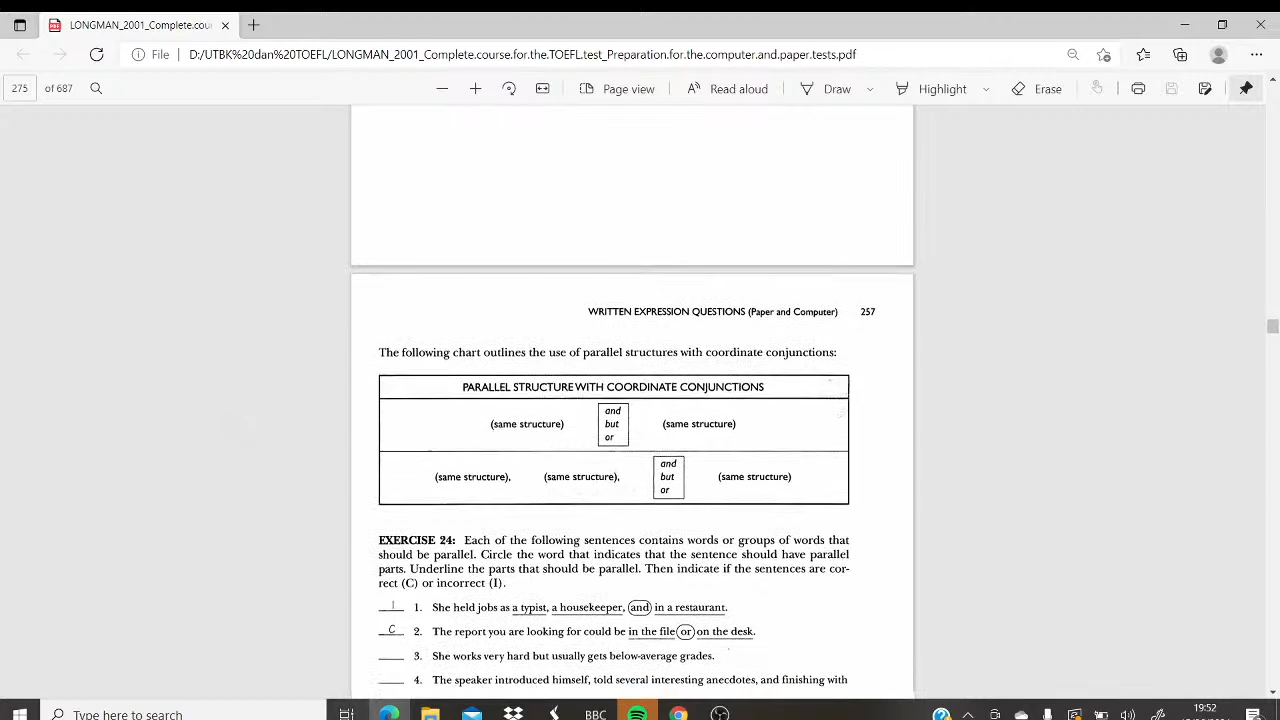 LONGMAN_2001_Complete.cou
File
D:/UTBK%20dan%20TOEFL/LONGMAN_2001_Complete.course.for.the.TOEFL.test_Preparation.for.the.computer.and.paper.tests.pdf
275 of 687
Page view
Read aloud
Draw
Highlight
Erase
WRITTEN EXPRESSION QUESTIONS (Paper and Computer) 257
The following chart outlines the use of parallel structures with coordinate conjunctions:
PARALLEL STRUCTURE WITH COORDINATE CONJUNCTIONS
and
(same structure) but (same structure)
or
and
(same structure), (same structure), but (same structure)
or
EXERCISE 24: Each of the following sentences contains words or groups of words that
should be parallel. Circle the word that indicates that the sentence should have parallel
parts. Underline the parts that should be parallel. Then indicate if the sentences are cor-
rect (C) or incorrect (I).
I 1. She held jobs as a typist, a housekeeper, and in a restaurant.
C 2. The report you are looking for could be in the file or on the desk.
3. She works very hard but usually gets below-average grades.
4. The speaker introduced himself, told several interesting anecdotes, and finishing with
Type here to search
BBC
19:52